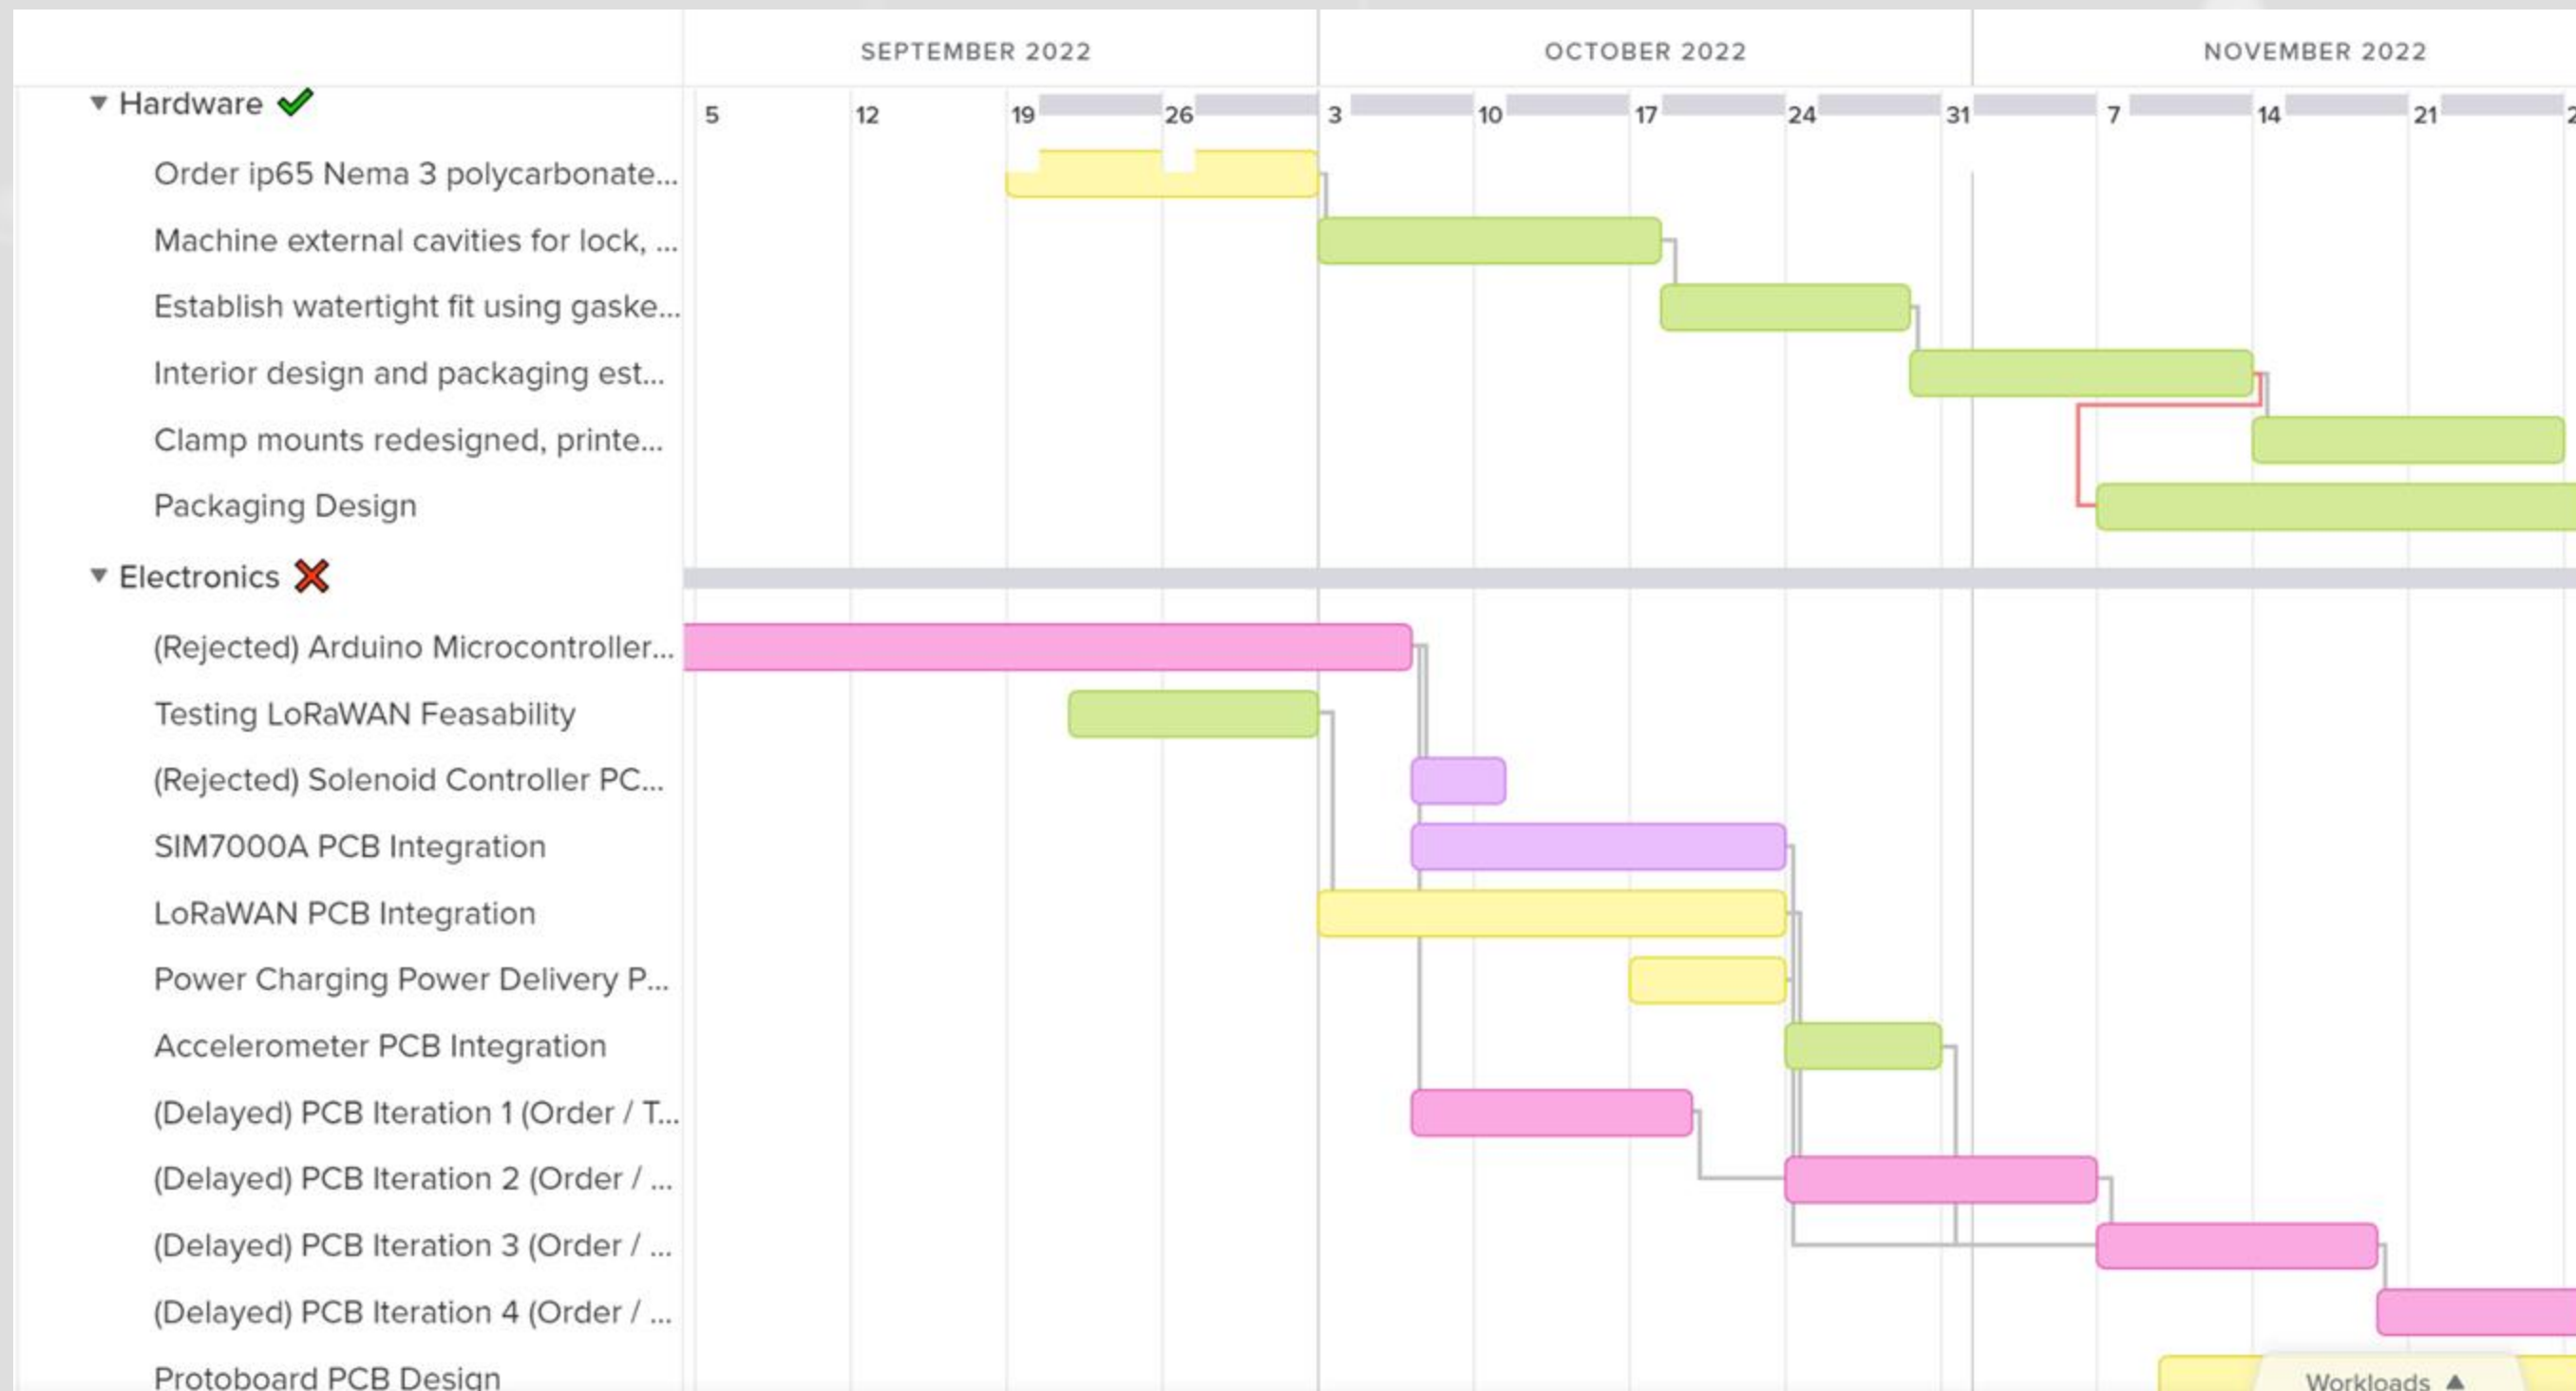 SEPTEMBER 2022 OCTOBER 2022 NOVEMBER 2022
Hardware
5 12 19 26 3 10 17 24 31 7 14 21
Order ip65 Nema 3 polycarbonate...
Machine external cavities for lock, ...
Establish watertight fit using gaske...
Interior design and packaging est...
Clamp mounts redesigned, printe...
Packaging Design
Electronics
(Rejected) Arduino Microcontroller...
Testing LoRaWAN Feasability
(Rejected) Solenoid Controller PC...
SIM7000A PCB Integration
LoRaWAN PCB Integration
Power Charging Power Delivery P...
Accelerometer PCB Integration
(Delayed) PCB Iteration 1 (Order / T...
(Delayed) PCB Iteration 2 (Order / ...
(Delayed) PCB Iteration 3 (Order / ...
(Delayed) PCB Iteration 4 (Order / ...
Protoboard PCB Design
Workloads